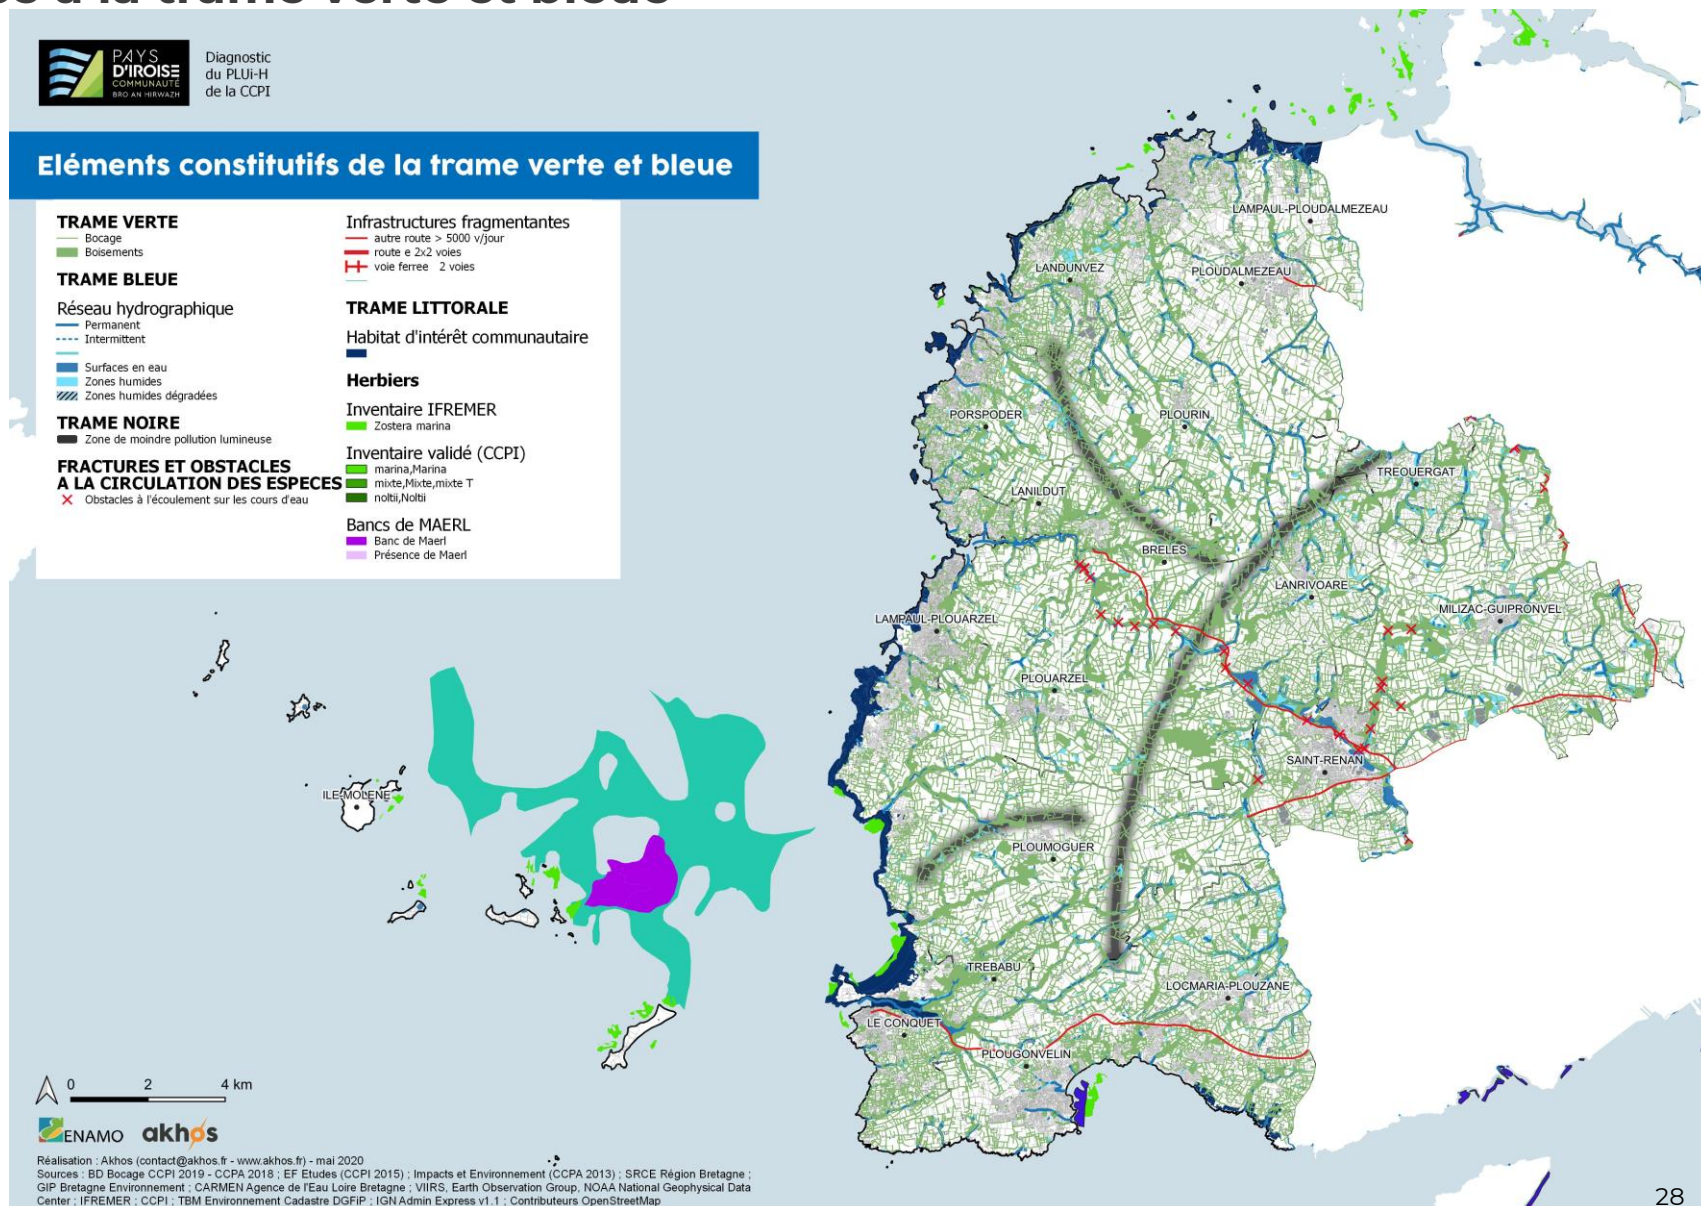 es à la trame verte et bleue
PAYS
D'IROISE
COMMUNAUTÉ
BRO AN HIRWAZH
Diagnostic
du PLUi-H
de la CCPI
Eléments constitutifs de la trame verte et bleue
TRAME VERTE
Bocage
Boisements
TRAME BLEUE
Réseau hydrographique
Permanent
Intermittent
Surfaces en eau
Zones humides
Zones humides dégradées
TRAME NOIRE
Zone de moindre pollution lumineuse
FRACTURES ET OBSTACLES
A LA CIRCULATION DES ESPECES
Obstacles à l'écoulement sur les cours d'eau
Infrastructures fragmentantes
autre route > 5000 v/jour
route e 2x2 voies
voie ferree 2 voies
TRAME LITTORALE
Habitat d'intérêt communautaire
Herbiers
Inventaire IFREMER
Zostera marina
Inventaire validé (CCPI)
marina,Marina
mixte,Mixte,mixte T
noltii,Noltii
Bancs de MAERL
Banc de Maerl
Présence de Maerl
LAMPAUL-PLOUDALMEZEAU
LANDUNVEZ
PLOUDALMEZEAU
PORSPODER
PLOURIN
TREOUERGAT
LANILDUT
BRELES
LANRIVOARE
MILIZAC-GUIPRONVEL
LAMPAUL-PLOUARZEL
PLOUARZEL
SAINT-RENAN
ILE-MOLENE
PLOUMOGUER
TREBABU
LOCMARIA-PLOUZANE
LE CONQUET
PLOUGONVELIN
0 2 4 km
ENAMO akhos
Réalisation : Akhos (contact@akhos.fr - www.akhos.fr) - mai 2020
Sources : BD Bocage CCPI 2019 - CCPA 2018 ; EF Etudes (CCPI 2015) ; Impacts et Environnement (CCPA 2013) ; SRCE Région Bretagne ;
GIP Bretagne Environnement ; CARMEN Agence de l'Eau Loire Bretagne ; VIIRS, Earth Observation Group, NOAA National Geophysical Data
Center ; IFREMER ; CCPI ; TBM Environnement Cadastre DGFiP ; IGN Admin Express v1.1 ; Contributeurs OpenStreetMap
28